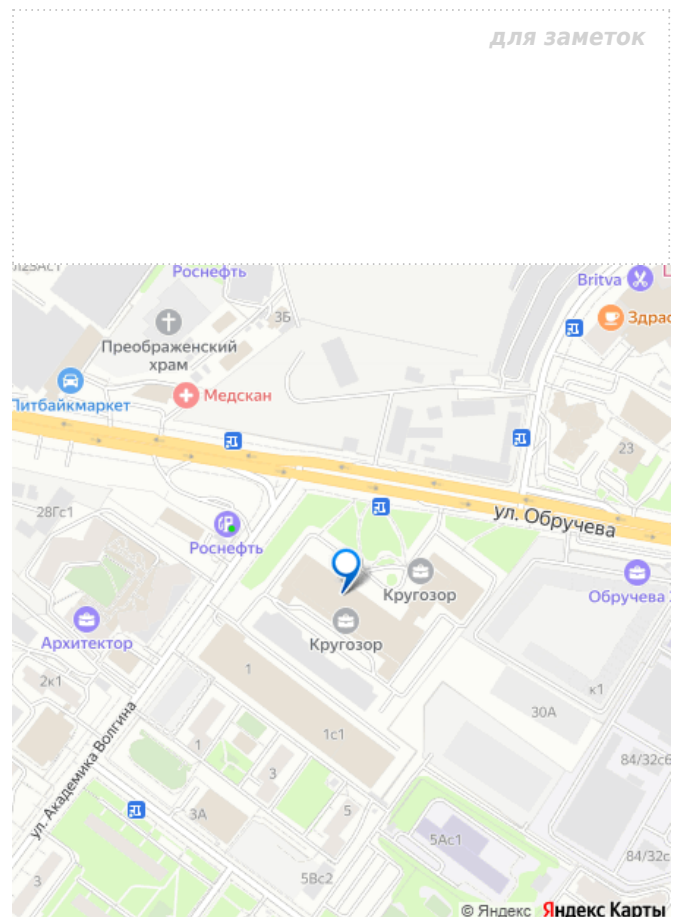 для заметок
Роснефть
Britva
3Б
Здрас
Преображенский
храм
Медскан
Питбайкмаркет
23
28Гс1
ул. Обручева
Роснефть
Кругозор
Обручева
Кругозор
Архитектор
1
2к1
к1
30А
1с1
1
ул. Академика Волгина
84/32с6
3
3А
5
5Ас1
84/32с
5Вс2
3
© Яндекс Яндекс Карты